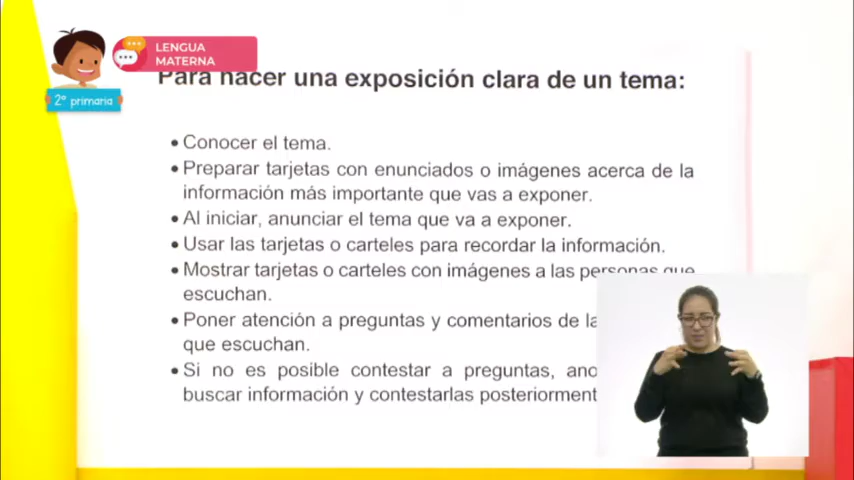 LENGUA
MATERNA
2° primaria
Para hacer una exposición clara de un tema:
• Conocer el tema.
• Preparar tarjetas con enunciados o imágenes acerca de la
información más importante que vas a exponer.
• Al iniciar, anunciar el tema que va a exponer.
• Usar las tarjetas o carteles para recordar la información.
• Mostrar tarjetas o carteles con imágenes a las personas que
escuchan.
• Poner atención a preguntas y comentarios de
que escuchan.
• Si no es posible contestar a preguntas,
buscar información y contestarlas